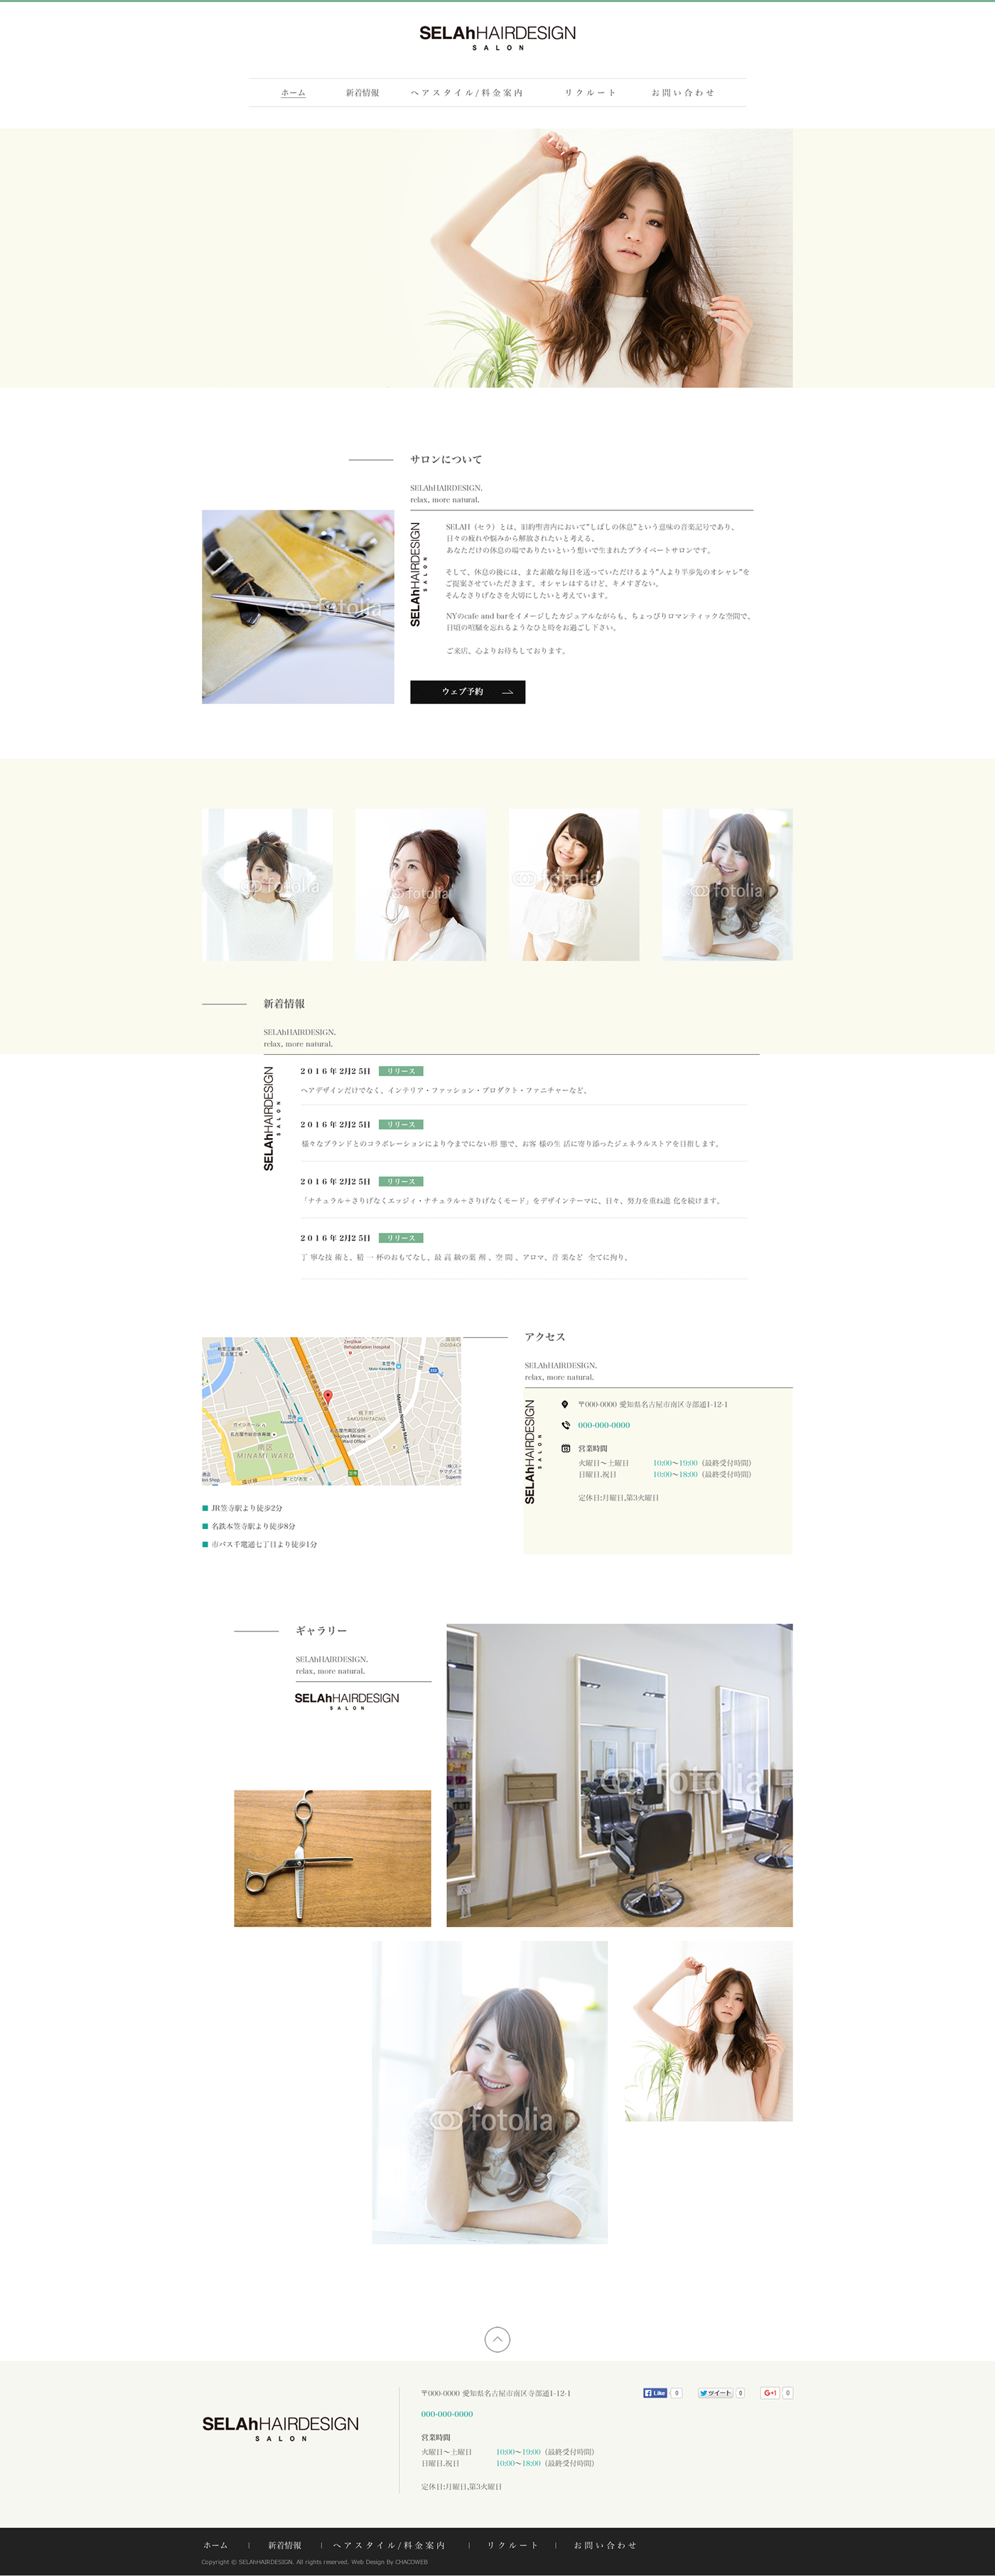 SELAhHAIRDESIGN
SALON
ホーム 新着情報 ヘアスタイル/料金案内 リクルート お問い合わせ
サロンについて
SELAhHAIRDESIGN.
relax, more natural.
SELAhHAIRDESIGN
SALON
SELAH（セラ）とは、旧約聖書内において"しばしの休息"という意味の音楽記号であり、
日々の疲れや悩みから解放されたいと考える、
あなただけの休息の場でありたいという想いで生まれたプライベートサロンです。
そして、休息の後には、また素敵な毎日を送っていただけるよう"人より半歩先のオシャレ"を
ご提案させていただきます。オシャレはするけど、キメすぎない。
そんなさりげなさを大切にしたいと考えています。
NYのcafe and barをイメージしたカジュアルながらも、ちょっぴりロマンティックな空間で、
日頃の喧騒を忘れるようなひと時をお過ごし下さい。
ご来店、心よりお待ちしております。
fotolia
ウェブ予約
fotolia
fotolia
fotolia
fotolia
新着情報
SELAhHAIRDESIGN.
relax, more natural.
SELAhHAIRDESIGN
SALON
2016年2月25日 リリース
ヘアデザインだけでなく、インテリア・ファッション・プロダクト・ファニチャーなど、
2016年2月25日 リリース
様々なブランドとのコラボレーションにより今までにない形 態で、お客 様の生 活に寄り添ったジェネラルストアを目指します。
2016年2月25日 リリース
「ナチュラル＋さりげなくエッジィ・ナチュラル＋さりげなくモード」をデザインテーマに、日々、努力を重ね進 化を続けます。
2016年2月25日 リリース
丁 寧な技 術と、精 一 杯のおもてなし、最 高 級の薬 剤 、空 間 、アロマ、音 楽など 全てに拘り、
アクセス
SELAhHAIRDESIGN.
relax, more natural.
SELAhHAIRDESIGN
SALON
〒000-0000 愛知県名古屋市南区寺部通1-12-1
000-000-0000
営業時間
火曜日〜土曜日 10:00〜19:00（最終受付時間）
日曜日.祝日 10:00〜18:00（最終受付時間）
定休日:月曜日,第3火曜日
Zenjinkai
Rehabilitation Hospital
本笠寺
Moto Kasadera
SAKUSHITACHO
名古屋市南区役所
Nagoya Minami
Ward Office
南区
MINAMI WARD
JR笠寺駅より徒歩2分
名鉄本笠寺駅より徒歩8分
市バス千竃通七丁目より徒歩1分
ギャラリー
SELAhHAIRDESIGN.
relax, more natural.
SELAhHAIRDESIGN
SALON
fotolia
fotolia
SELAhHAIRDESIGN
SALON
〒000-0000 愛知県名古屋市南区寺部通1-12-1
000-000-0000
営業時間
火曜日〜土曜日 10:00〜19:00（最終受付時間）
日曜日.祝日 10:00〜18:00（最終受付時間）
定休日:月曜日,第3火曜日
Like 0 ツイート 0 G+1 0
ホーム | 新着情報 | ヘアスタイル/料金案内 | リクルート | お問い合わせ
Copyright © SELAhHAIRDESIGN. All rights reserved. Web Design By CHACOWEB